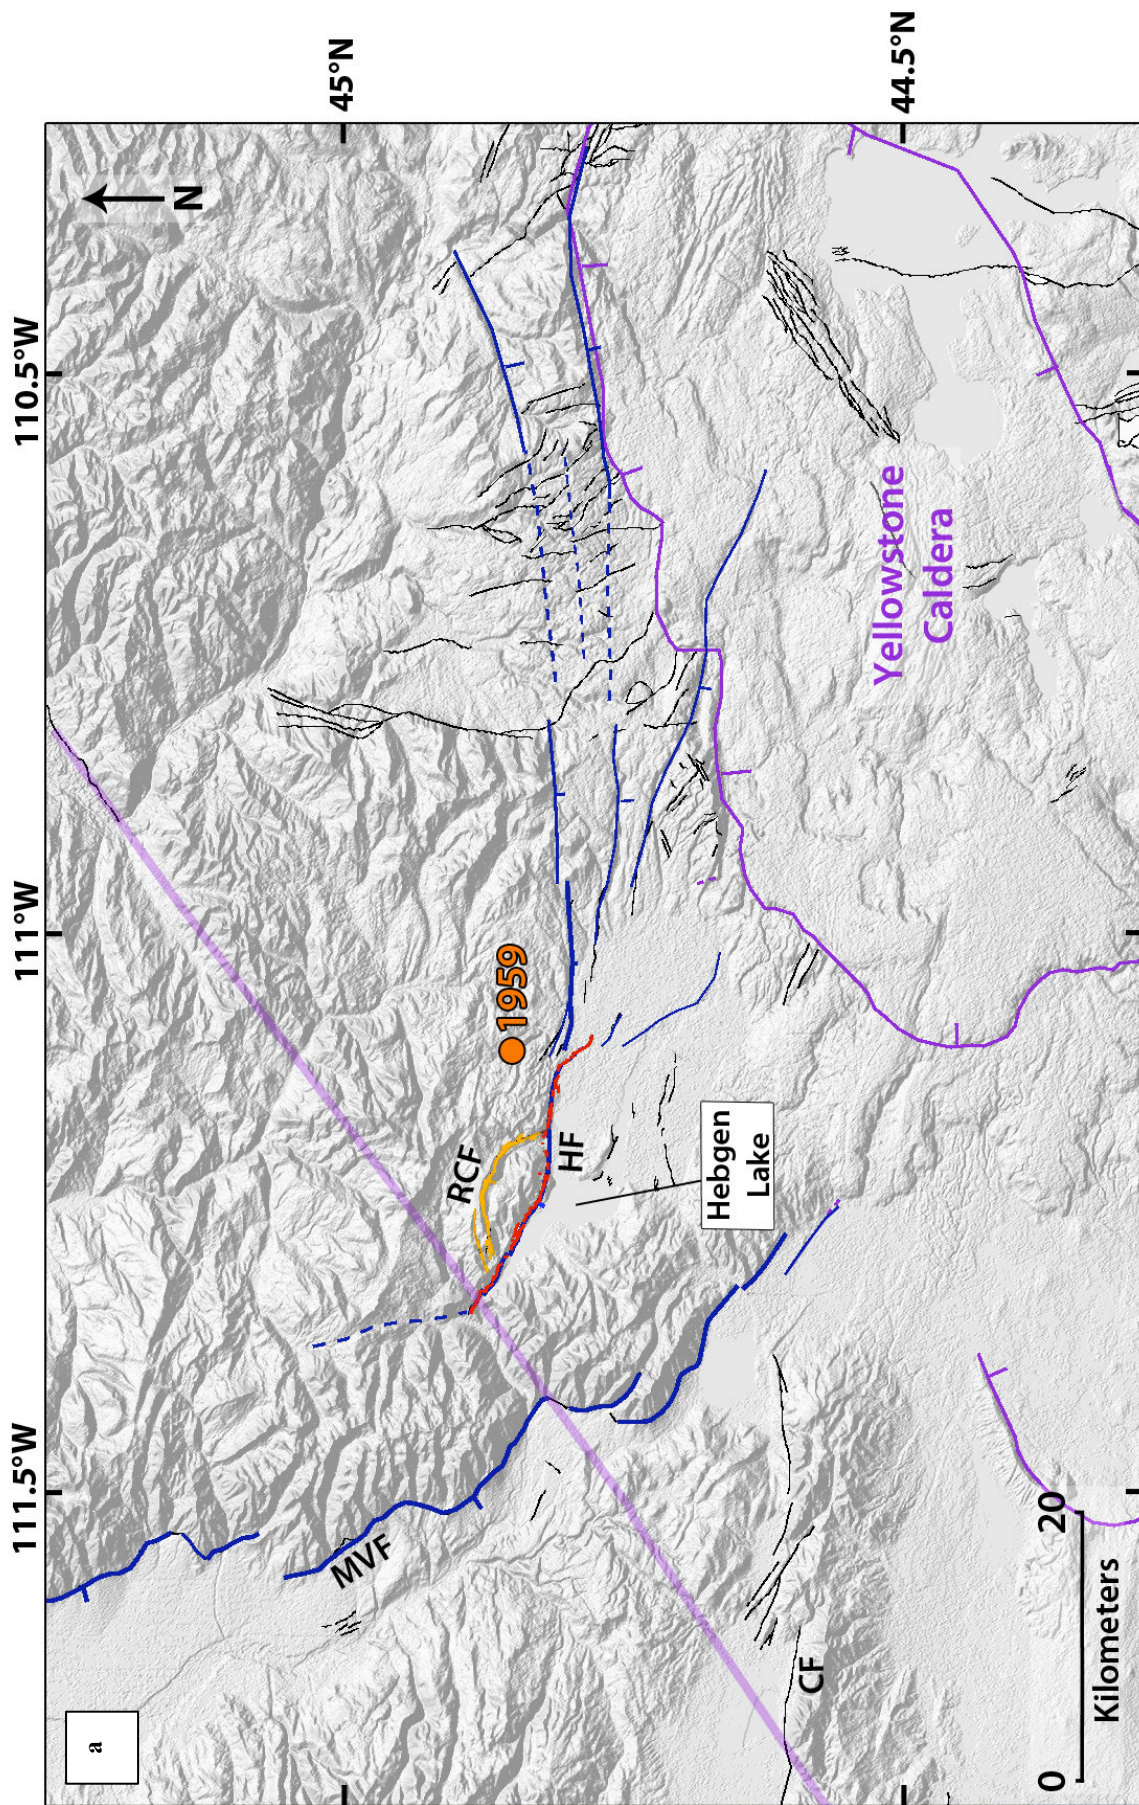 a
111.5°W
111°W
110.5°W
45°N
44.5°N
N
1959
RCF
HF
MVF
CF
Hebgen
Lake
Yellowstone
Caldera
0
20
Kilometers